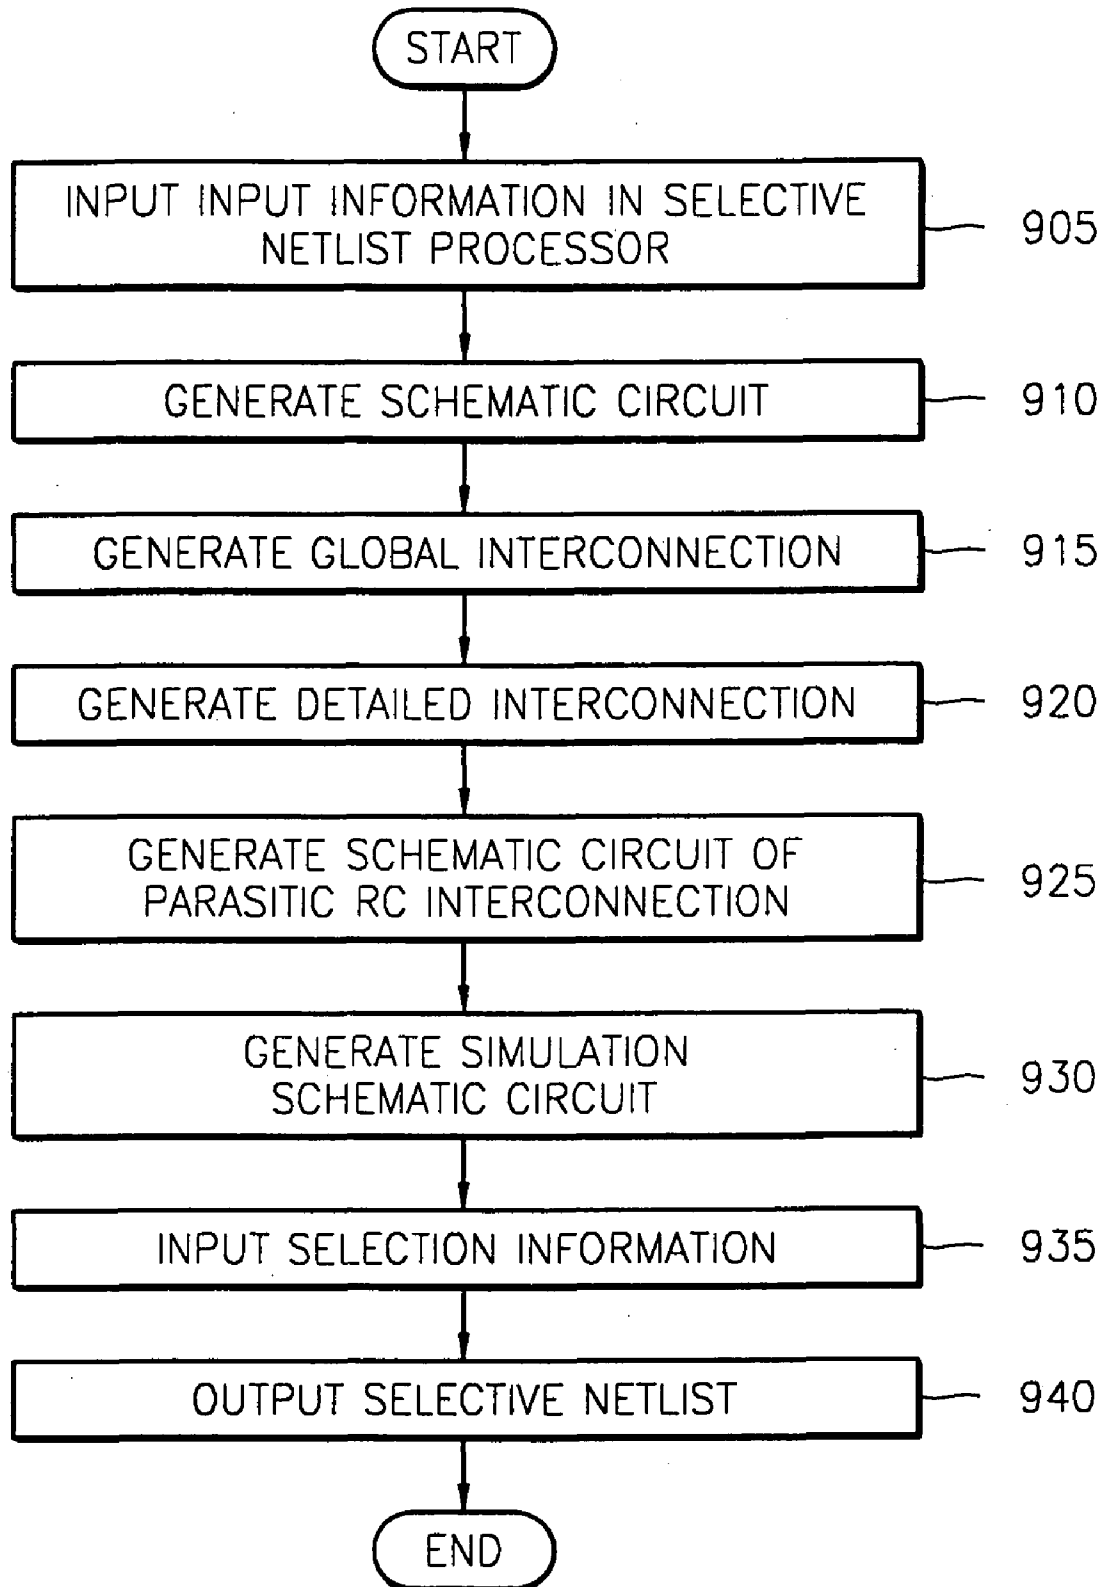 START
INPUT INPUT INFORMATION IN SELECTIVE
NETLIST PROCESSOR
905
GENERATE SCHEMATIC CIRCUIT
910
GENERATE GLOBAL INTERCONNECTION
915
GENERATE DETAILED INTERCONNECTION
920
GENERATE SCHEMATIC CIRCUIT OF
PARASITIC RC INTERCONNECTION
925
GENERATE SIMULATION
SCHEMATIC CIRCUIT
930
INPUT SELECTION INFORMATION
935
OUTPUT SELECTIVE NETLIST
940
END